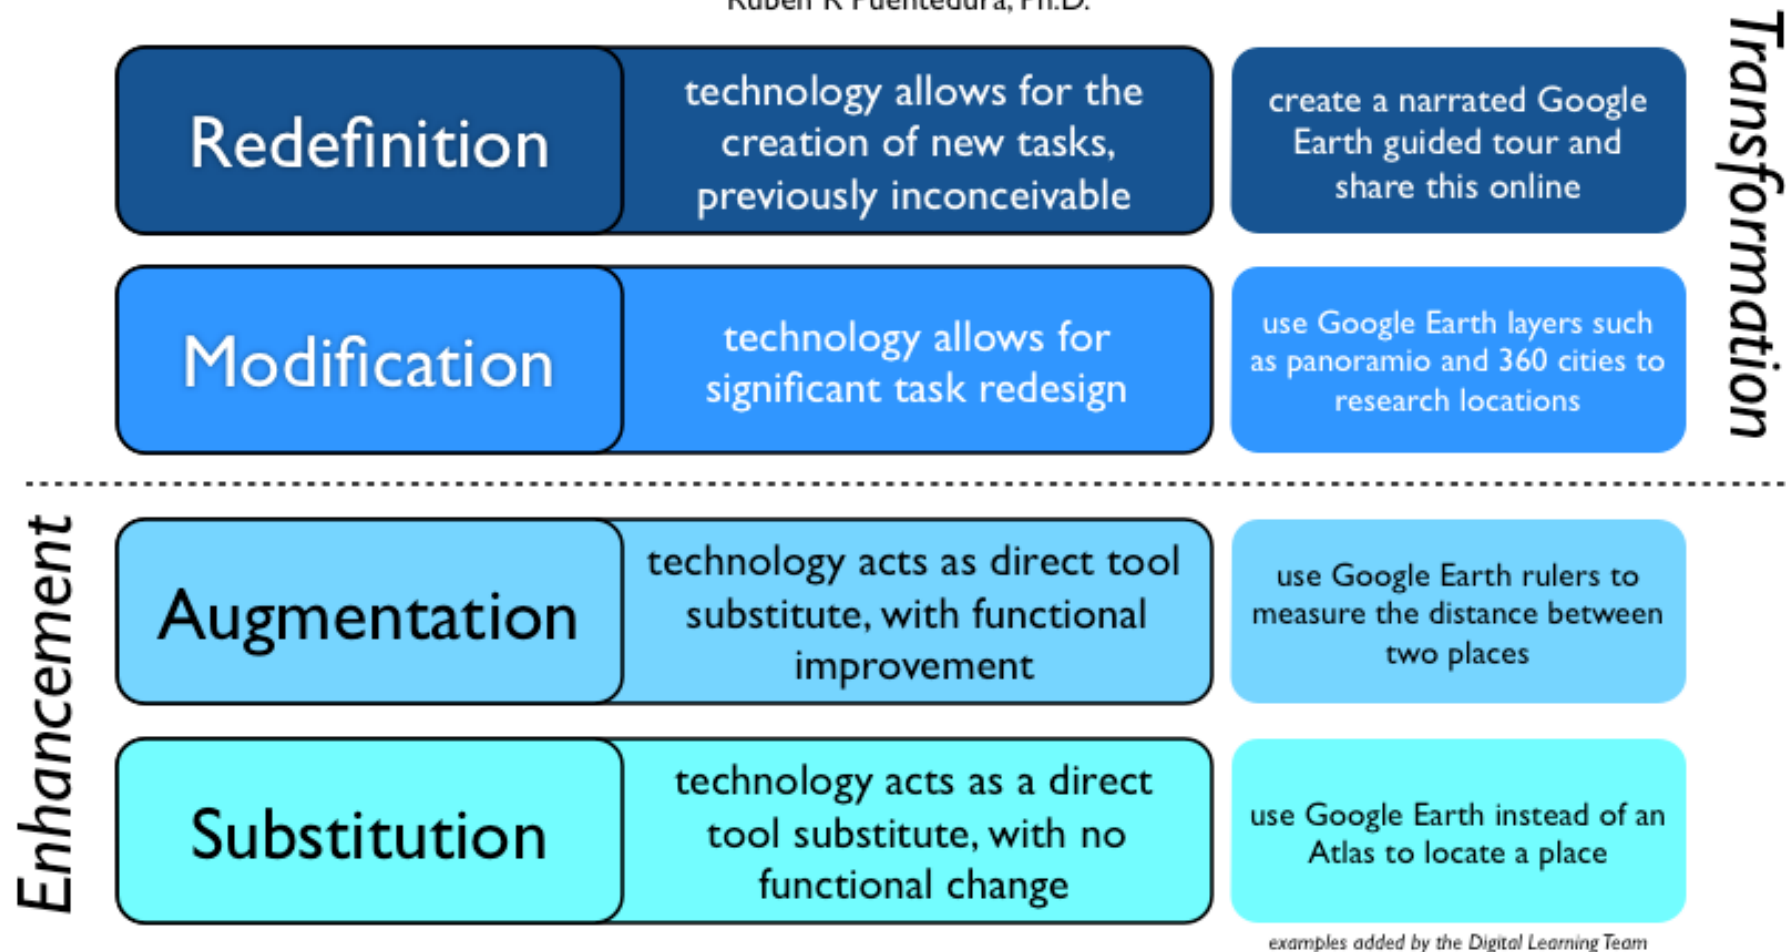 Ruben R Puentedura, Ph.D.
Transformation
Redefinition
technology allows for the
creation of new tasks,
previously inconceivable
create a narrated Google
Earth guided tour and
share this online
Modification
technology allows for
significant task redesign
use Google Earth layers such
as panoramio and 360 cities to
research locations
Enhancement
Augmentation
technology acts as direct tool
substitute, with functional
improvement
use Google Earth rulers to
measure the distance between
two places
Substitution
technology acts as a direct
tool substitute, with no
functional change
use Google Earth instead of an
Atlas to locate a place
examples added by the Digital Learning Team